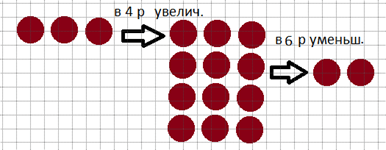 в 4 р увелич.
в 6 р уменьш.